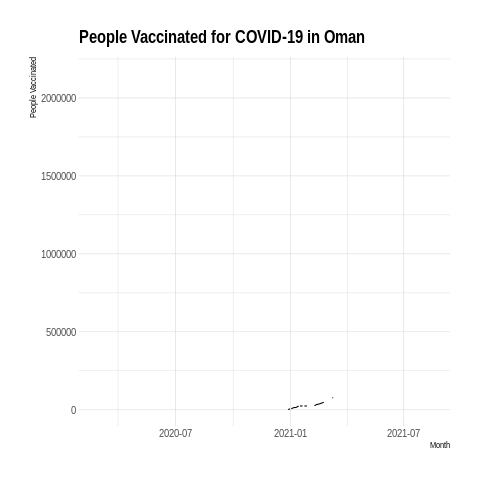 People Vaccinated for COVID-19 in Oman
People Vaccinated
2000000
1500000
1000000
500000
0
2020-07
2021-01
2021-07
Month